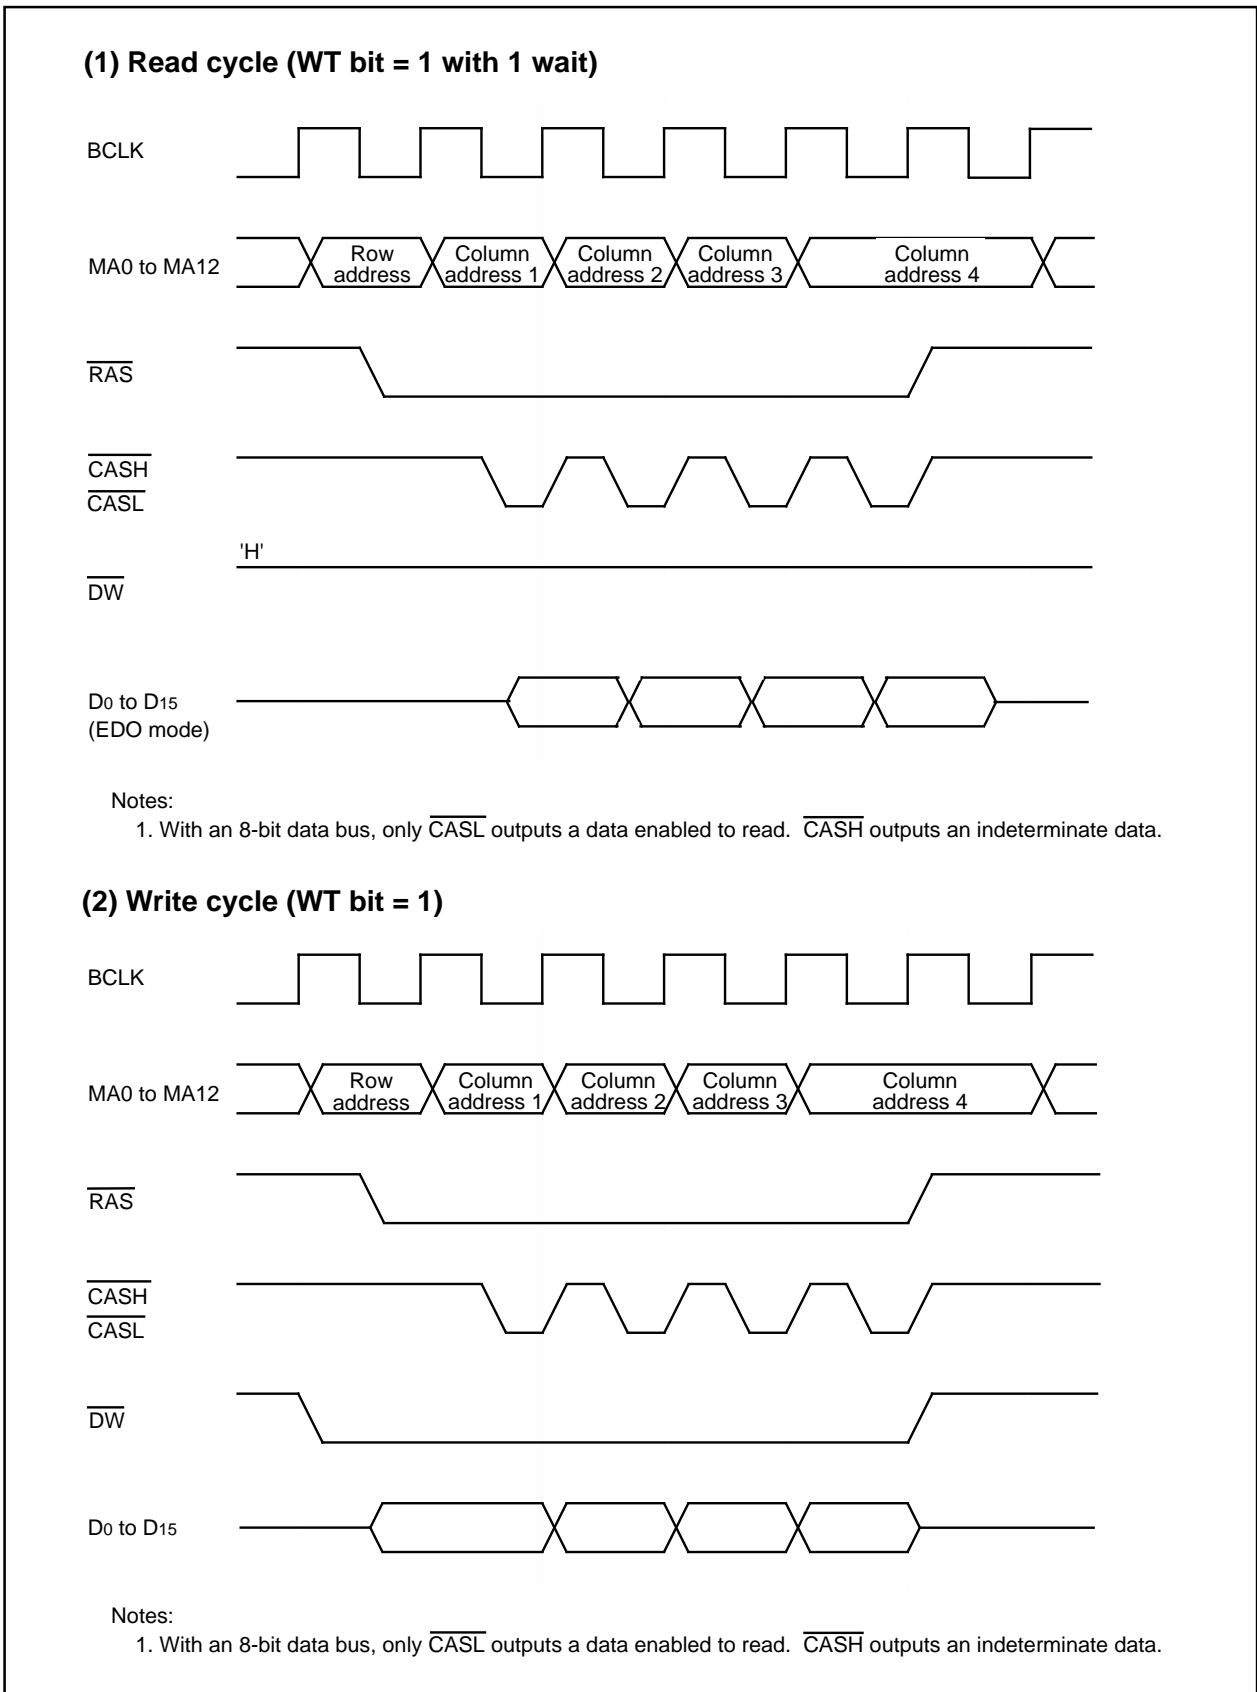 (1) Read cycle (WT bit = 1 with 1 wait)
BCLK
MA0 to MA12
Row address
Column address 1
Column address 2
Column address 3
Column address 4
RAS
CASH
CASL
'H'
DW
D0 to D15
(EDO mode)
Notes:
1. With an 8-bit data bus, only CASL outputs a data enabled to read. CASH outputs an indeterminate data.
(2) Write cycle (WT bit = 1)
BCLK
MA0 to MA12
Row address
Column address 1
Column address 2
Column address 3
Column address 4
RAS
CASH
CASL
DW
D0 to D15
Notes:
1. With an 8-bit data bus, only CASL outputs a data enabled to read. CASH outputs an indeterminate data.